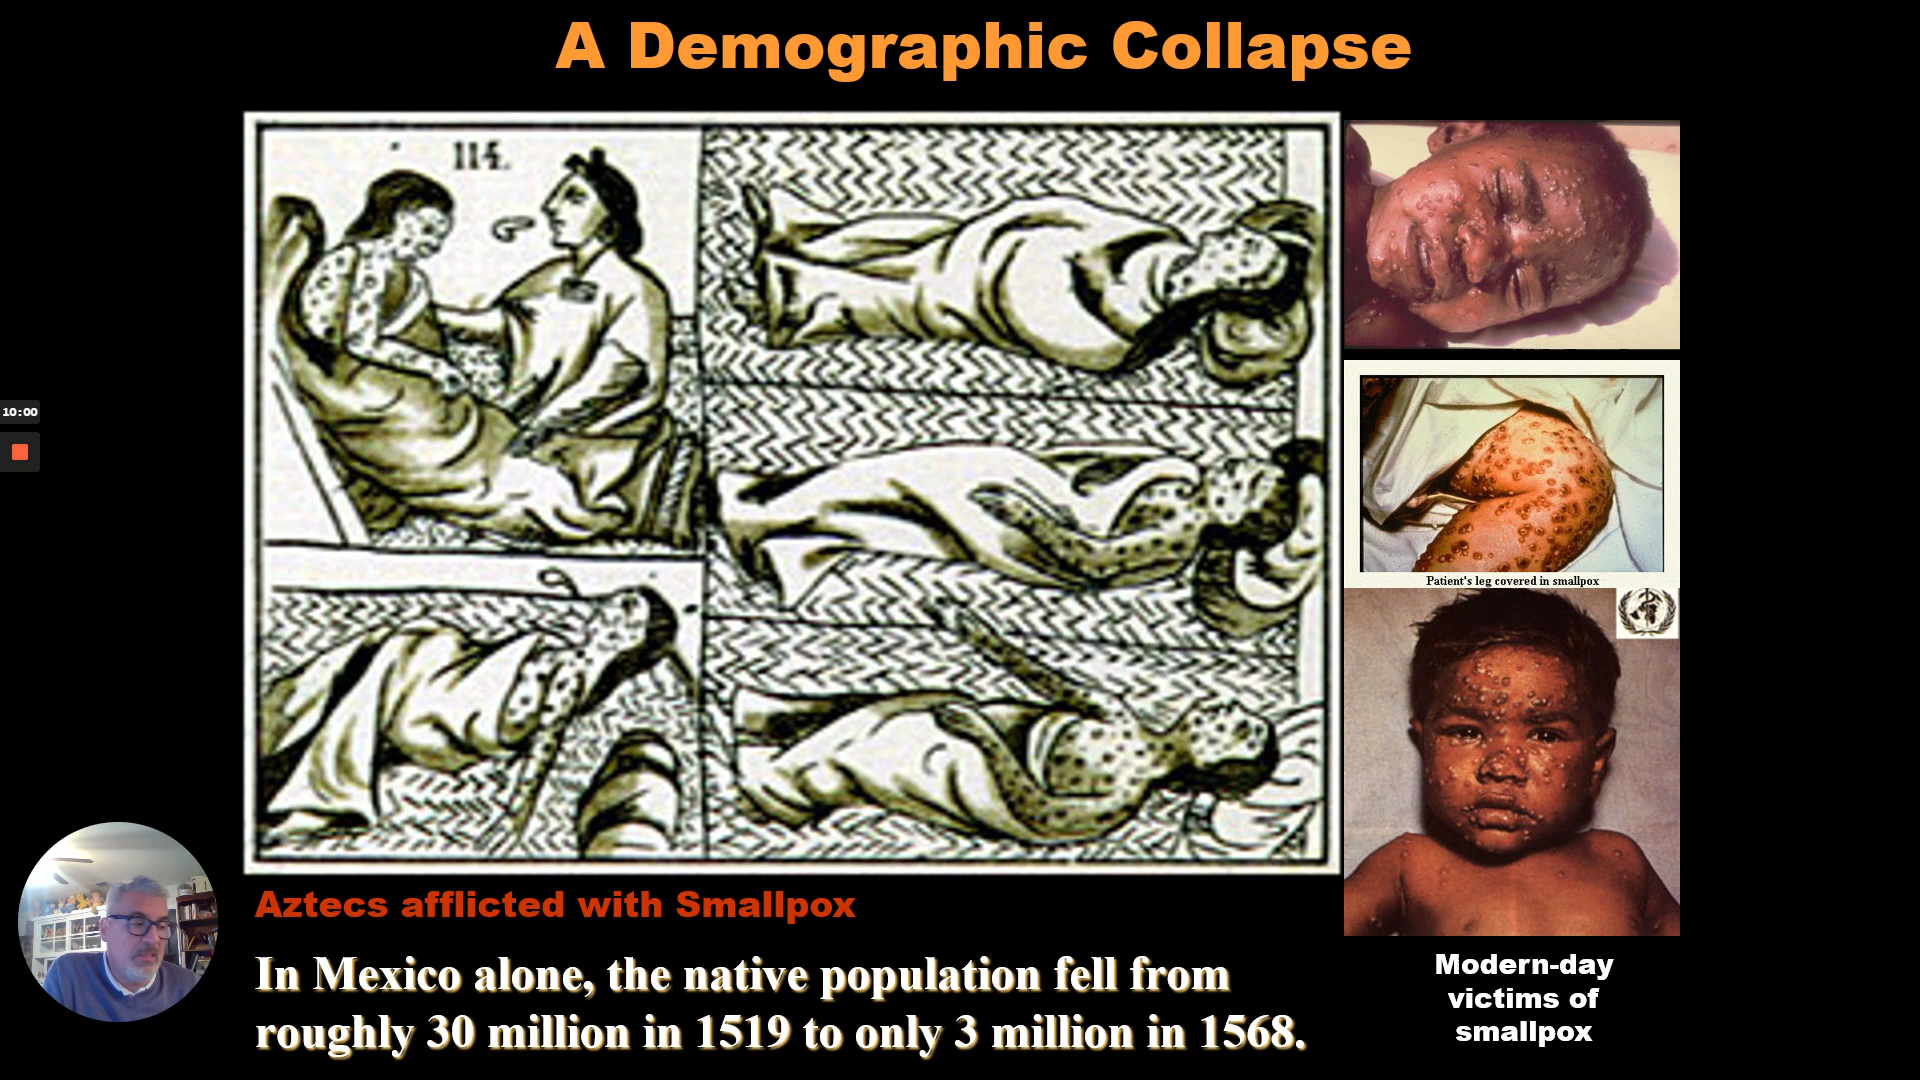 A Demographic Collapse
114.
10:00
Patient's leg covered in smallpox
Aztecs afflicted with Smallpox
In Mexico alone, the native population fell from
roughly 30 million in 1519 to only 3 million in 1568.
Modern-day
victims of
smallpox